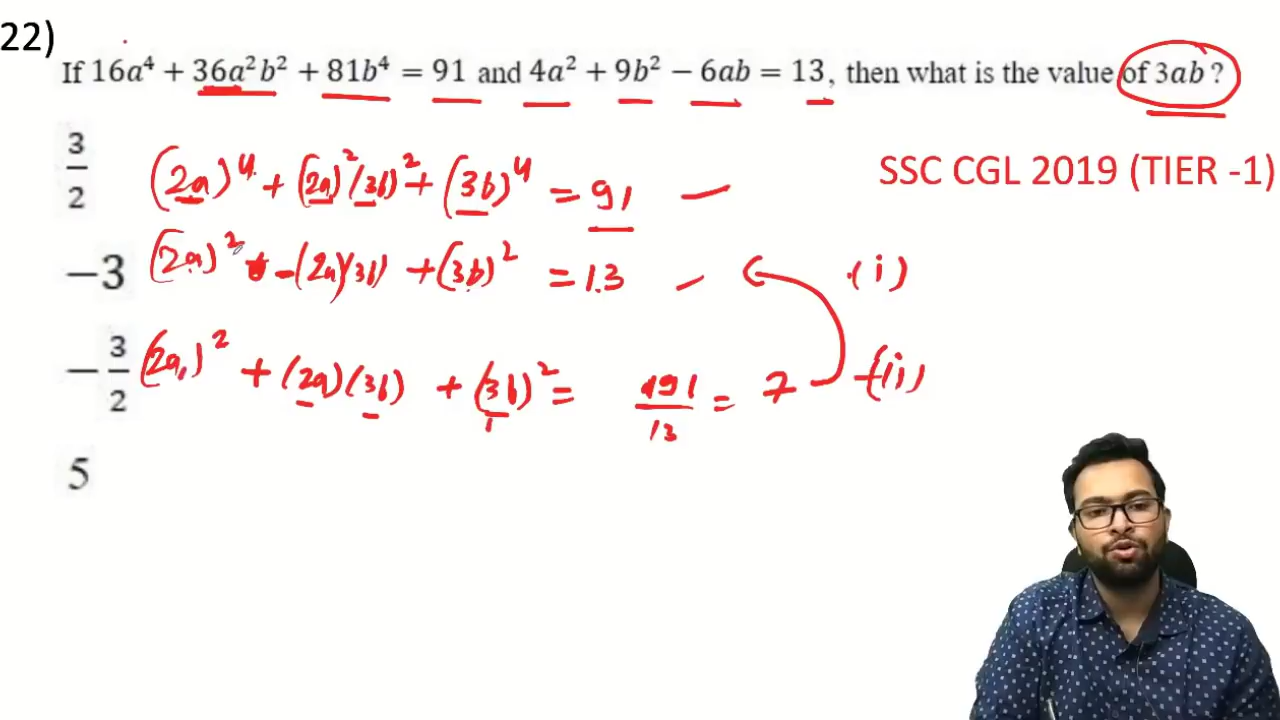 22)
If 16a⁴ + 36a²b² + 81b⁴ = 91 and 4a² + 9b² − 6ab = 13, then what is the value of 3ab ?
3/2
(2a)⁴ + (2a)²(3b)² + (3b)⁴ = 91 —
SSC CGL 2019 (TIER -1)
−3
(2a)² - (2a)(3b) + (3b)² = 13 — (i)
−3/2
(2a)² + (2a)(3b) + (3b)² = 91/13 = 7 -(ii)
5